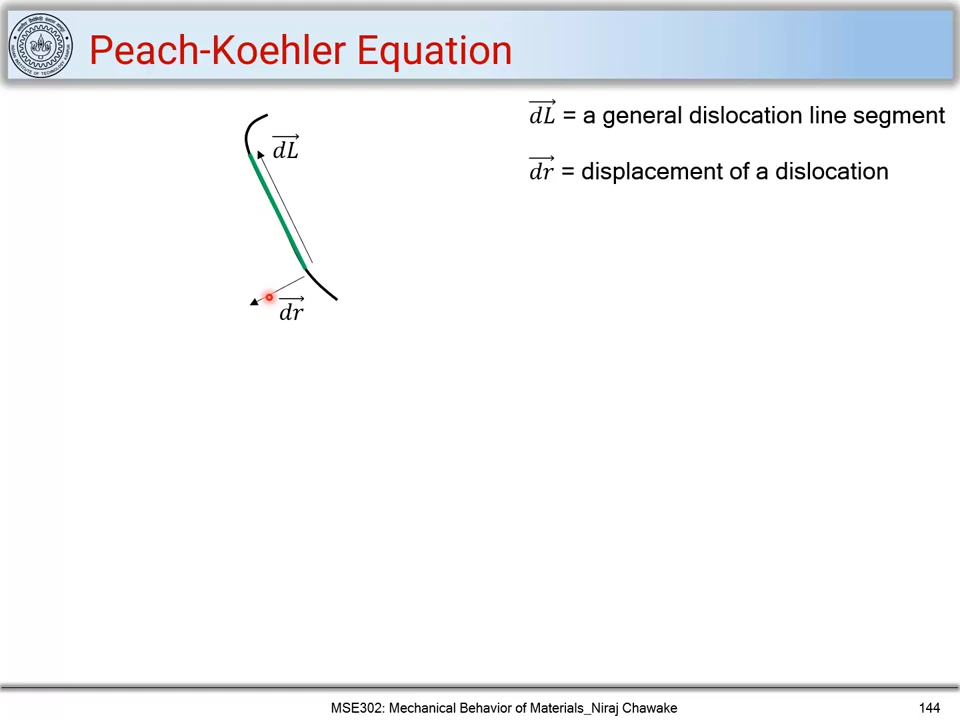 Peach-Koehler Equation
dL = a general dislocation line segment
dr = displacement of a dislocation
dL
dr
MSE302: Mechanical Behavior of Materials_Niraj Chawake
144